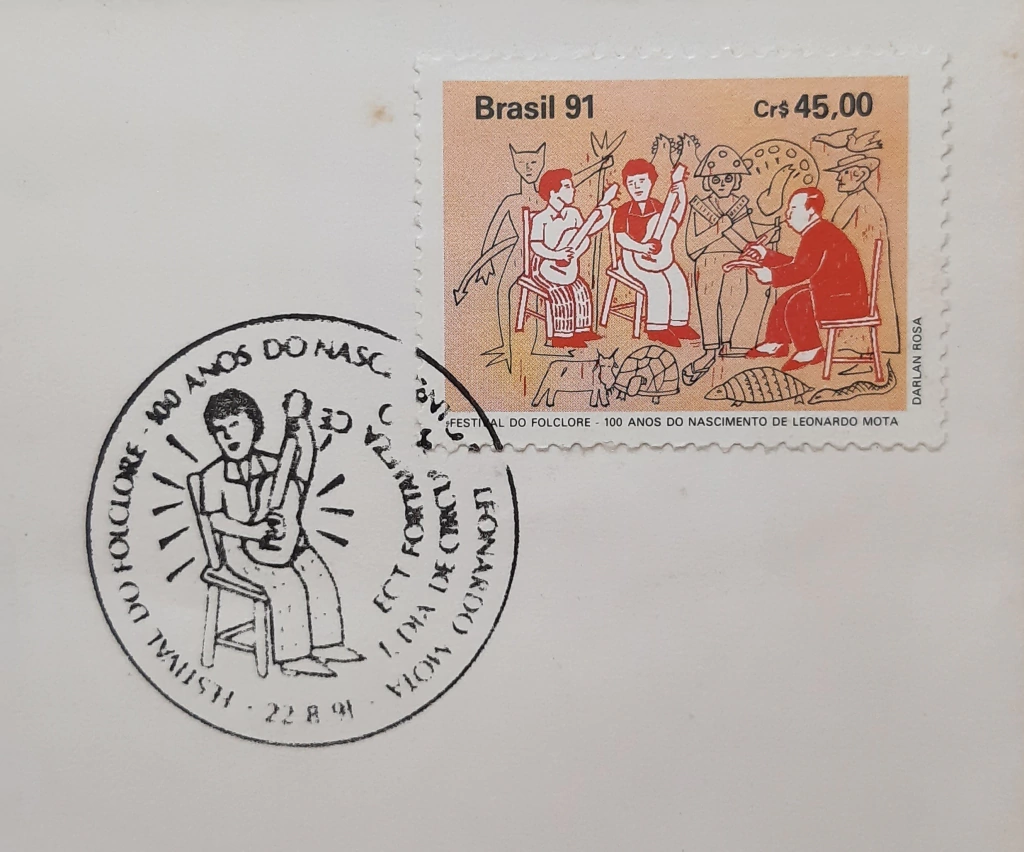 Brasil 91
Cr$ 45,00
DARLAN ROSA
FESTIVAL DO FOLCLORE - 100 ANOS DO NASCIMENTO DE LEONARDO MOTA
FESTIVAL DO FOLCLORE - 100 ANOS DO NASC
LEONARDO MOTA
- 22 8 91 -
ECT FORTALEZA CE
1. DIA DE CIRCULAÇÃO